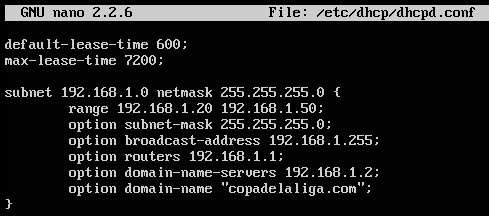 GNU nano 2.2.6 File: /etc/dhcp/dhcpd.conf
default-lease-time 600;
max-lease-time 7200;
subnet 192.168.1.0 netmask 255.255.255.0 {
range 192.168.1.20 192.168.1.50;
option subnet-mask 255.255.255.0;
option broadcast-address 192.168.1.255;
option routers 192.168.1.1;
option domain-name-servers 192.168.1.2;
option domain-name "copadelaliga.com";
}